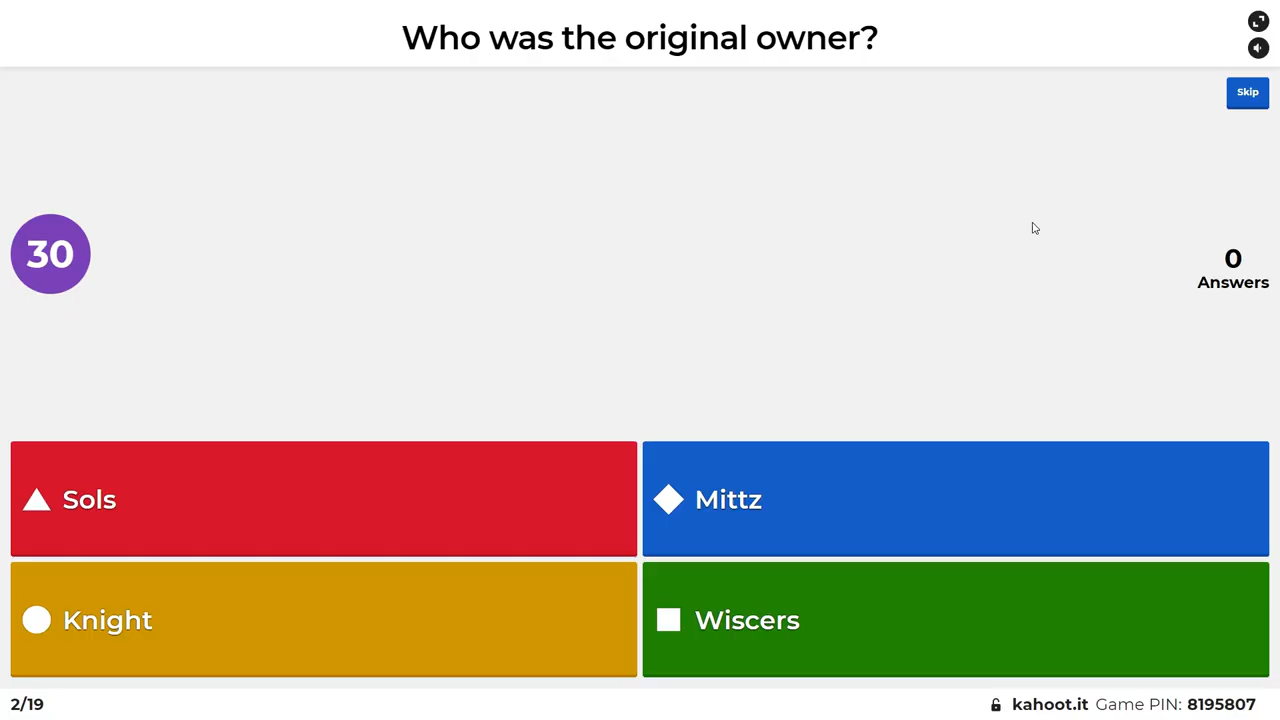 Who was the original owner?
Skip
30
0
Answers
Sols
Mittz
Knight
Wiscers
2/19
kahoot.it Game PIN: 8195807